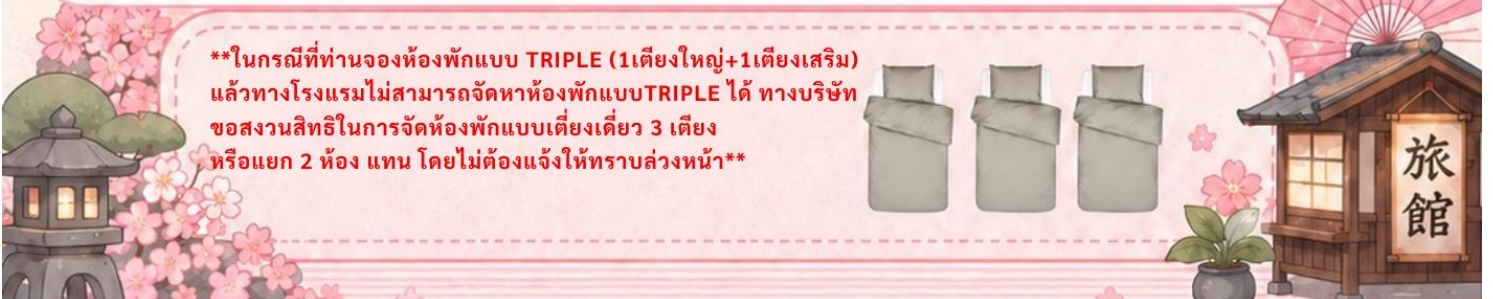 **ในกรณีที่ท่านจองห้องพักแบบ TRIPLE (1เตียงใหญ่+1เตียงเสริม)
แล้วทางโรงแรมไม่สามารถจัดหาห้องพักแบบTRIPLE ได้ ทางบริษัท
ขอสงวนสิทธิในการจัดห้องพักแบบเตี่ยงเดี่ยว 3 เตียง
หรือแยก 2 ห้อง แทน โดยไม่ต้องแจ้งให้ทราบล่วงหน้า**
旅館